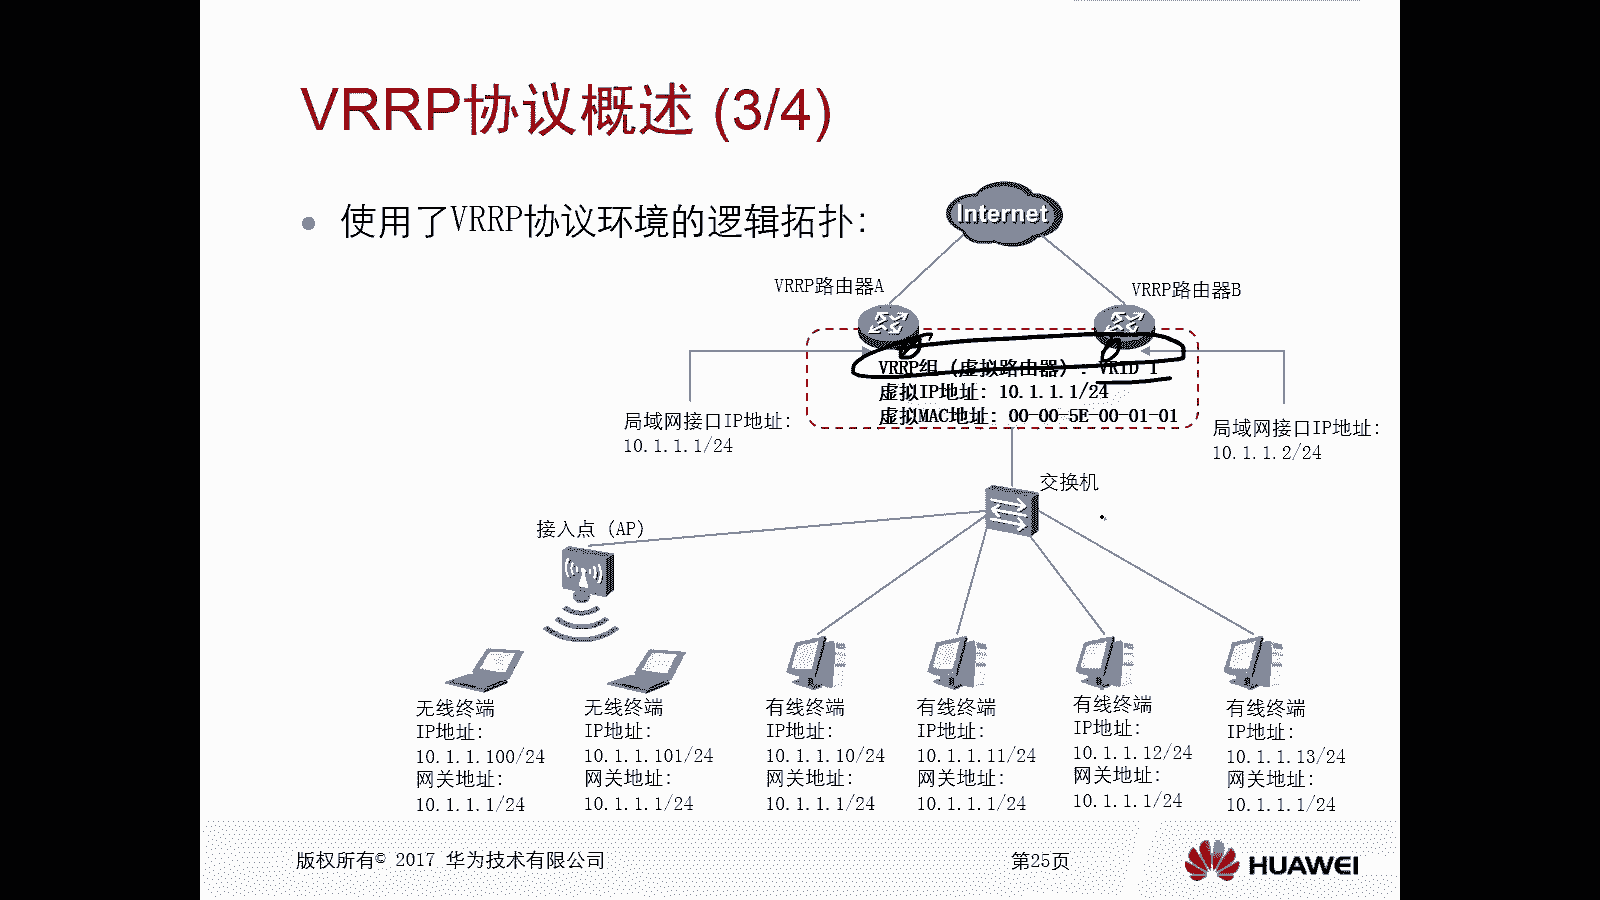 VRRP协议概述 (3/4)
使用了VRRP协议环境的逻辑拓扑：
Internet
VRRP路由器A
VRRP路由器B
VRRP组（虚拟路由器）：VRID 1
虚拟IP地址：10.1.1.1/24
虚拟MAC地址：00-00-5E-00-01-01
局域网接口IP地址：
10.1.1.1/24
局域网接口IP地址：
10.1.1.2/24
交换机
接入点（AP）
无线终端
IP地址：
10.1.1.100/24
网关地址：
10.1.1.1/24
无线终端
IP地址：
10.1.1.101/24
网关地址：
10.1.1.1/24
有线终端
IP地址：
10.1.1.10/24
网关地址：
10.1.1.1/24
有线终端
IP地址：
10.1.1.11/24
网关地址：
10.1.1.1/24
有线终端
IP地址：
10.1.1.12/24
网关地址：
10.1.1.1/24
有线终端
IP地址：
10.1.1.13/24
网关地址：
10.1.1.1/24
版权所有© 2017 华为技术有限公司
第25页
HUAWEI